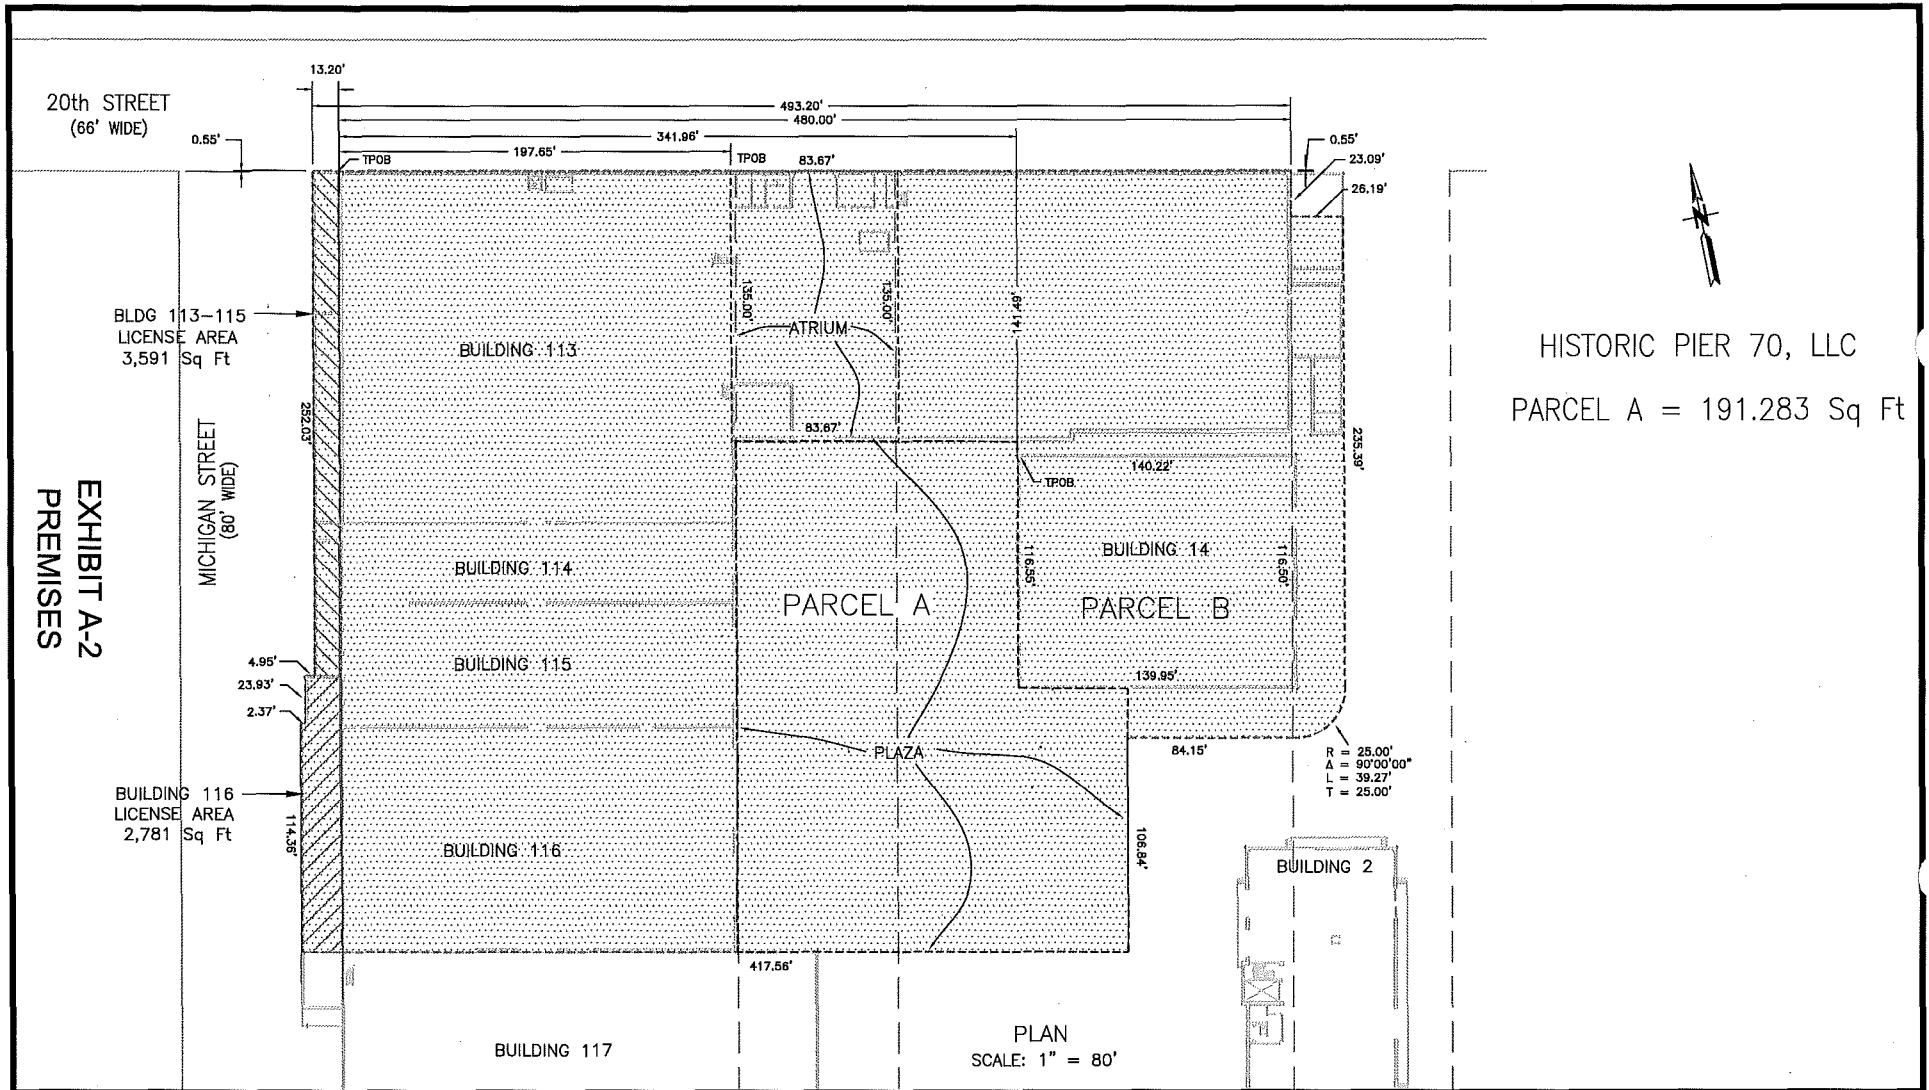 13.20'
20th STREET
(66' WIDE)
493.20'
480.00'
341.96'
197.65'
0.55'
TPOB
TPOB
83.67'
0.55'
23.09'
26.19'
N
135.00'
135.00'
141.49'
ATRIUM
BLDG 113-115
LICENSE AREA
3,591 Sq Ft
BUILDING 113
HISTORIC PIER 70, LLC
PARCEL A = 191.283 Sq Ft
252.03'
MICHIGAN STREET
(80' WIDE)
83.67'
235.39'
140.22'
TPOB
EXHIBIT A-2
PREMISES
BUILDING 114
BUILDING 14
116.55'
116.50'
PARCEL A
PARCEL B
BUILDING 115
4.95'
23.93'
2.37'
139.95'
PLAZA
84.15'
R = 25.00'
Δ = 90°00'00"
L = 39.27'
T = 25.00'
BUILDING 116
LICENSE AREA
2,781 Sq Ft
114.36'
BUILDING 116
106.84'
BUILDING 2
417.56'
BUILDING 117
PLAN
SCALE: 1" = 80'